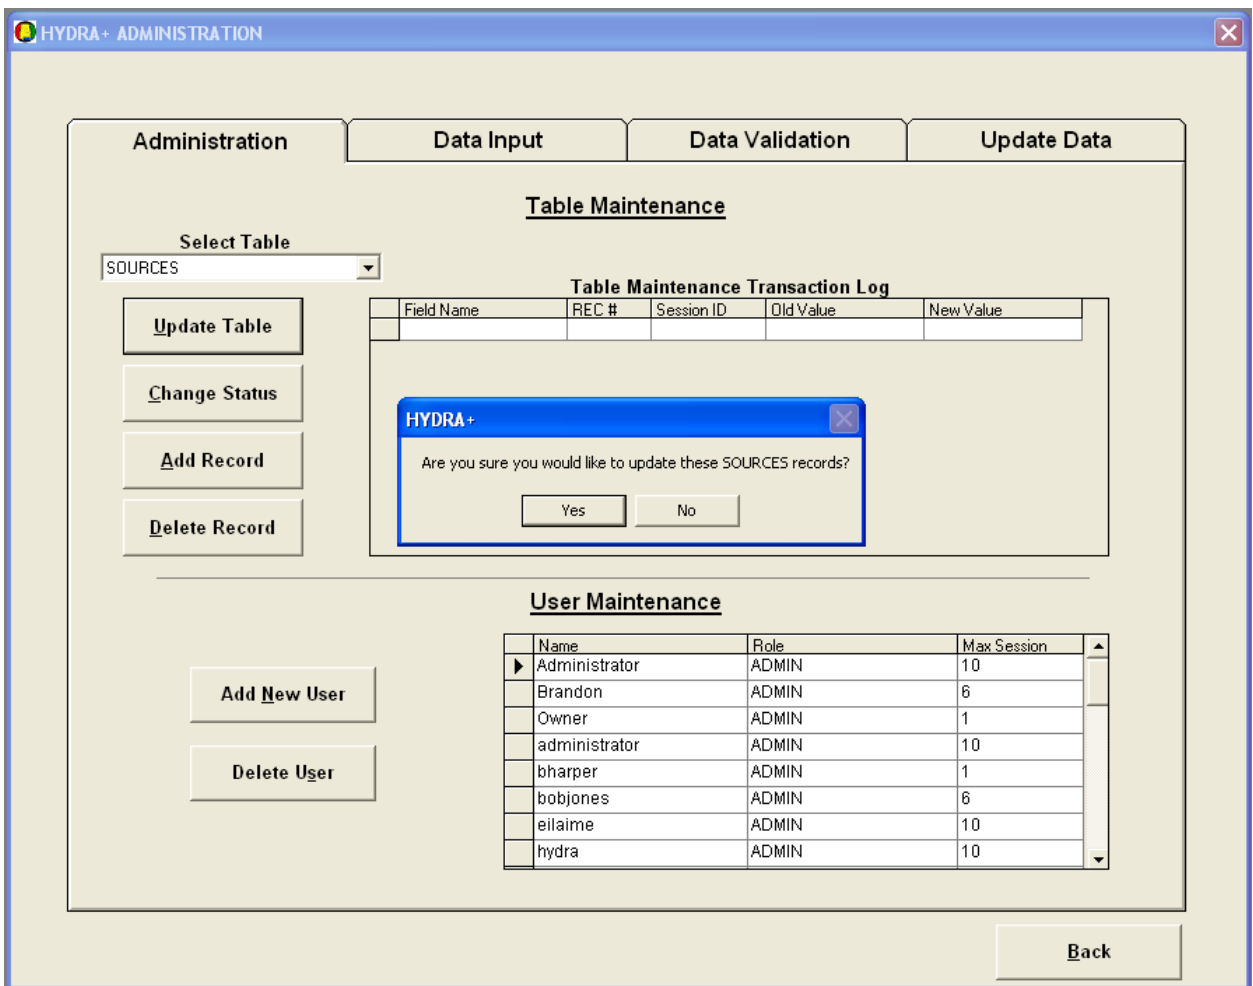 HYDRA+ ADMINISTRATION
Administration Data Input Data Validation Update Data
Table Maintenance
Select Table
SOURCES
Table Maintenance Transaction Log
Field Name REC # Session ID Old Value New Value
Update Table
Change Status
Add Record
Delete Record
HYDRA+
Are you sure you would like to update these SOURCES records?
Yes No
User Maintenance
Name Role Max Session
Administrator ADMIN 10
Brandon ADMIN 6
Owner ADMIN 1
administrator ADMIN 10
bharper ADMIN 1
bobjones ADMIN 6
eilaime ADMIN 10
hydra ADMIN 10
Add New User
Delete User
Back